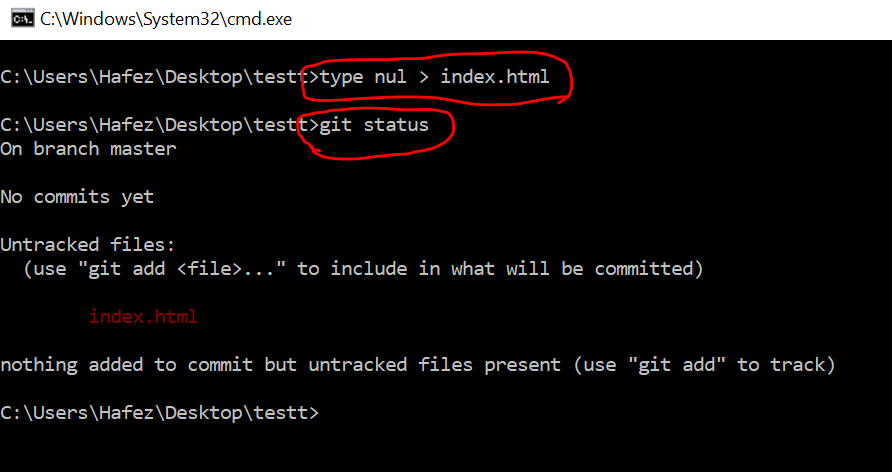 C:\Windows\System32\cmd.exe
C:\Users\Hafez\Desktop\testt>type nul > index.html
C:\Users\Hafez\Desktop\testt>git status
On branch master
No commits yet
Untracked files:
(use "git add <file>..." to include in what will be committed)
index.html
nothing added to commit but untracked files present (use "git add" to track)
C:\Users\Hafez\Desktop\testt>